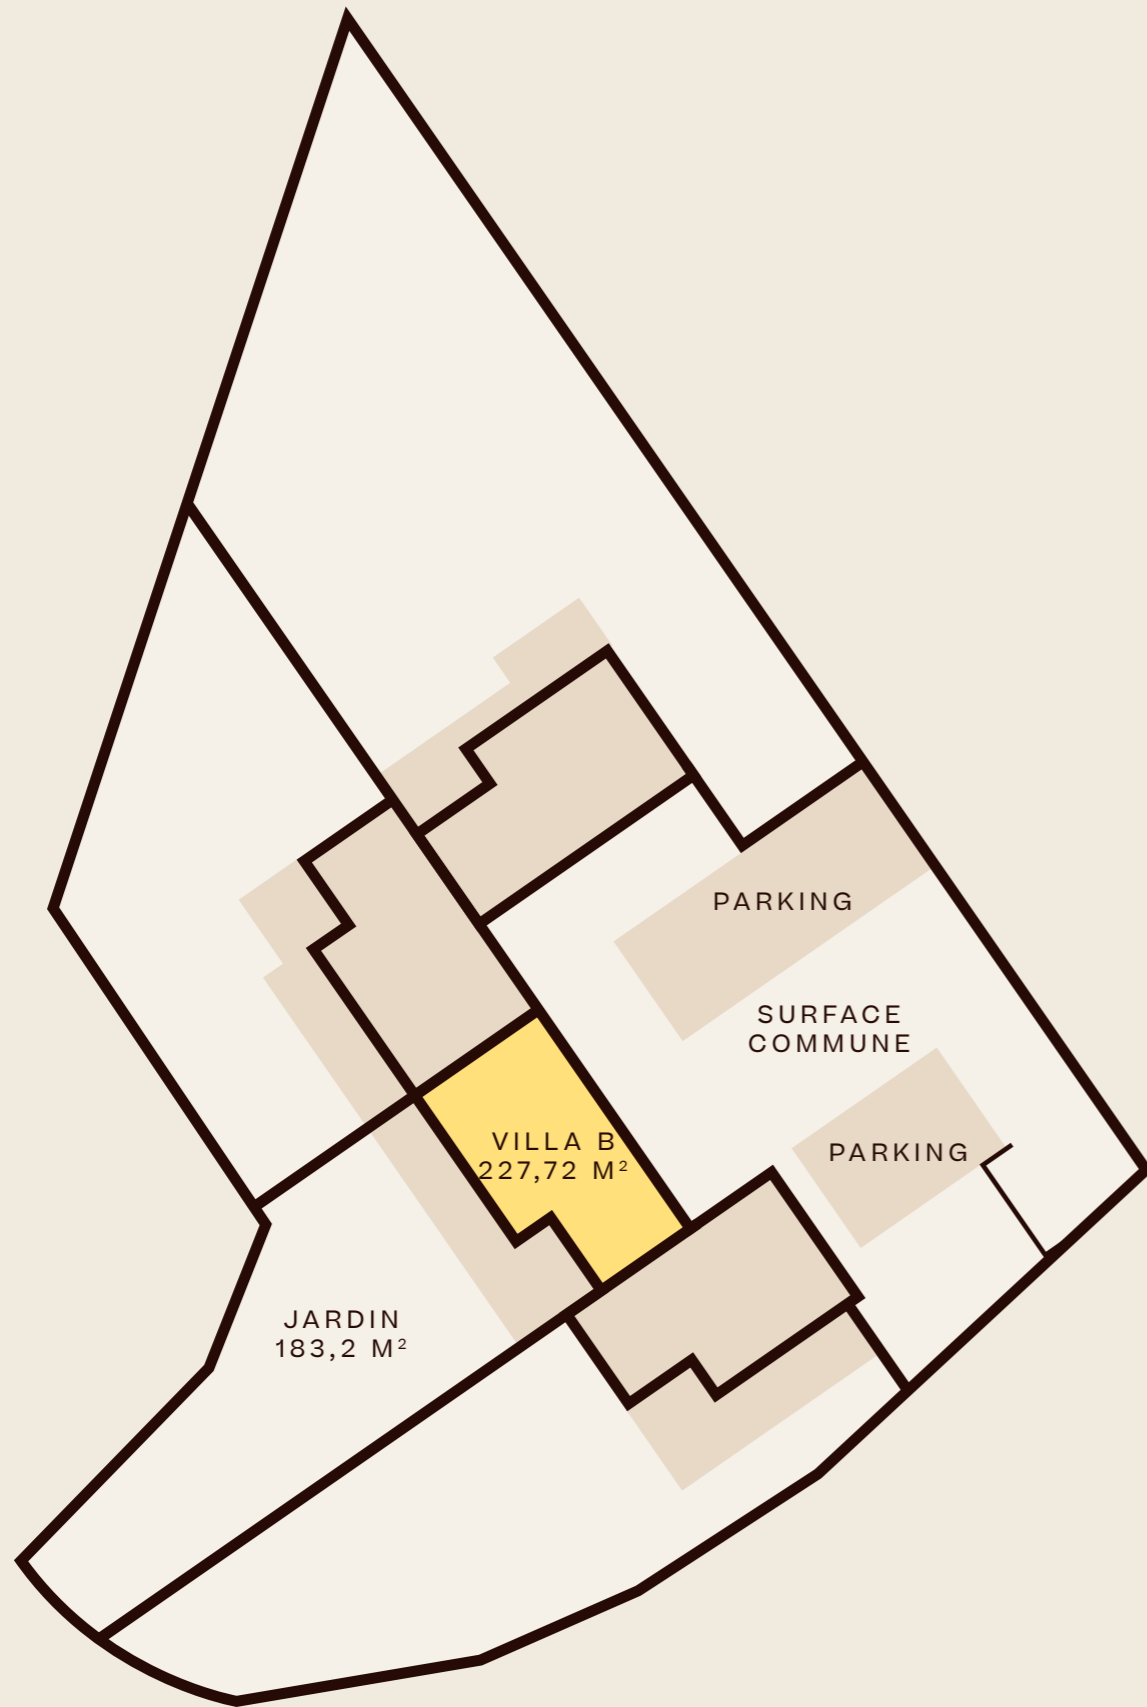 PARKING
SURFACE
COMMUNE
VILLA B
227,72 M²
PARKING
JARDIN
183,2 M²